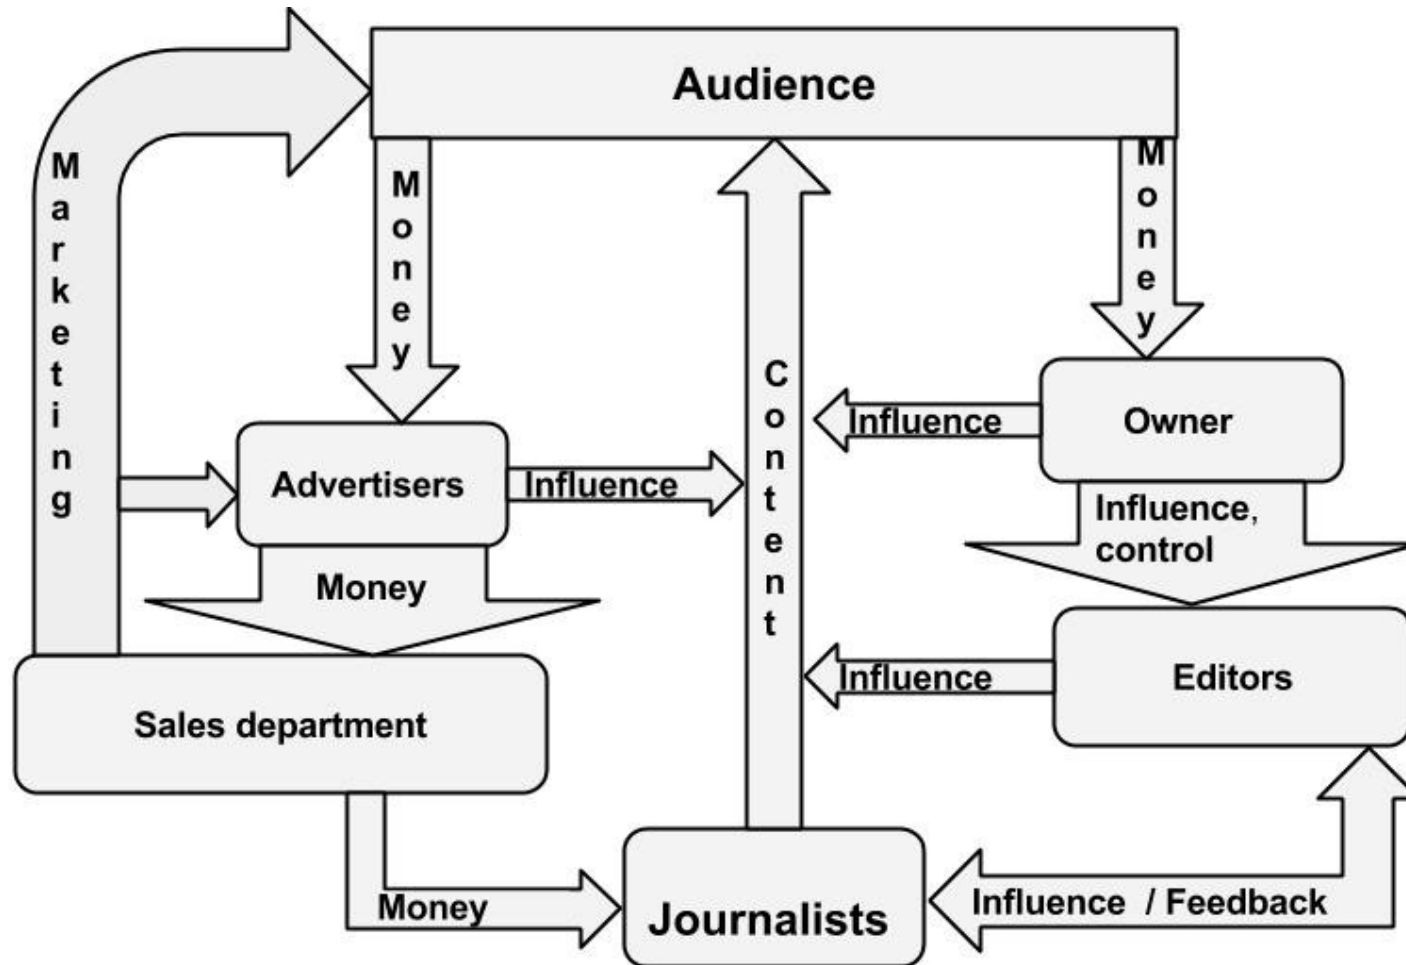 Audience
Marketing
Money
Money
Content
Influence
Owner
Advertisers
Influence
Influence,
control
Money
Influence
Editors
Sales department
Money
Journalists
Influence / Feedback